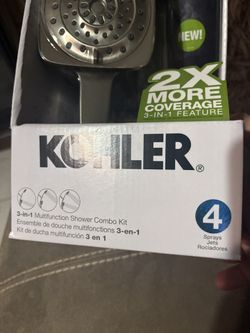 NEW!
2X
MORE
COVERAGE
3-IN-1 FEATURE
KOHLER®
3-in-1 Multifunction Shower Combo Kit
Ensemble de douche multifonctions 3-en-1
Kit de ducha multifunción 3 en 1
4
Sprays
Jets
Rociadores